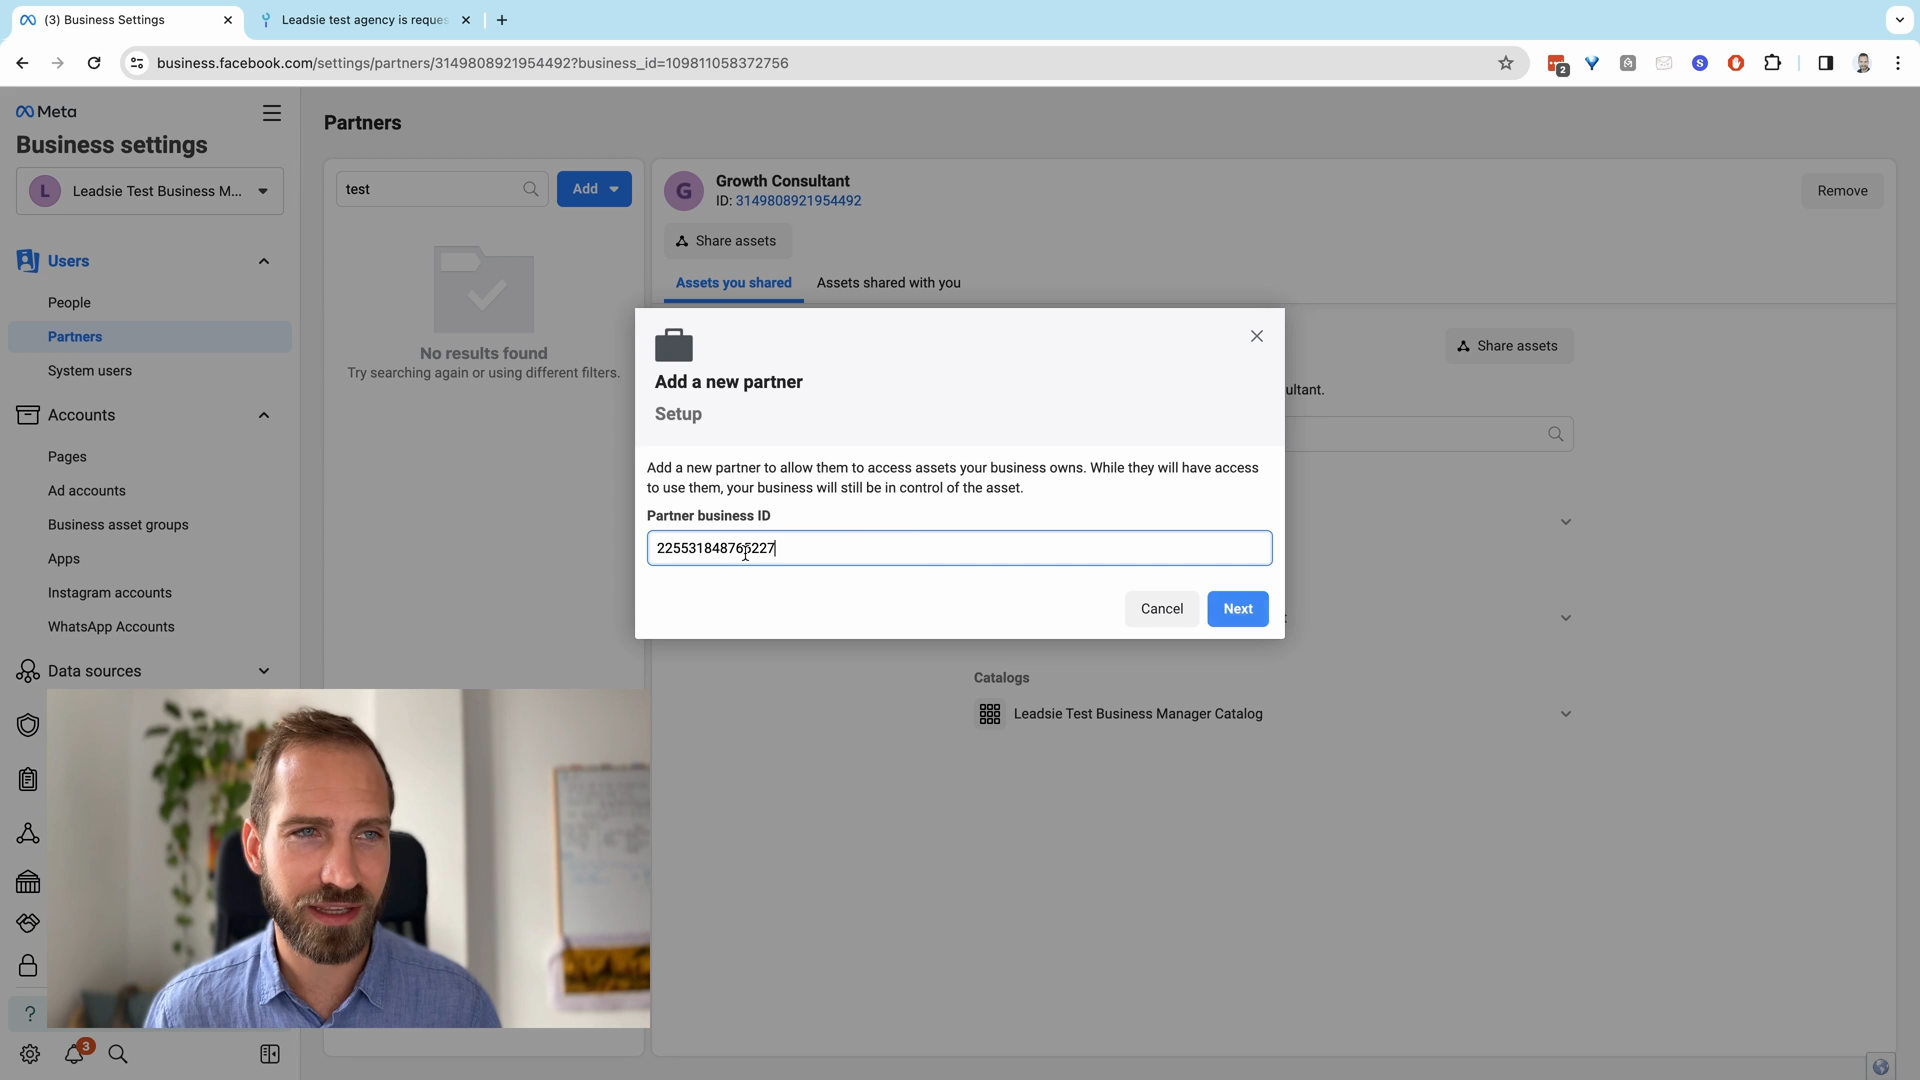 (3) Business Settings
Leadsie test agency is reques
business.facebook.com/settings/partners/3149808921954492?business_id=109811058372756
2
S
Meta
Business settings
L
Leadsie Test Business M...
Users
People
Partners
System users
Accounts
Pages
Ad accounts
Business asset groups
Apps
Instagram accounts
WhatsApp Accounts
Data sources
?
3
Partners
test
Add
No results found
Try searching again or using different filters.
G
Growth Consultant
ID: 3149808921954492
Remove
Share assets
Assets you shared
Assets shared with you
Share assets
ultant.
Add a new partner
Setup
Add a new partner to allow them to access assets your business owns. While they will have access
to use them, your business will still be in control of the asset.
Partner business ID
225531848765227
Cancel
Next
Catalogs
Leadsie Test Business Manager Catalog